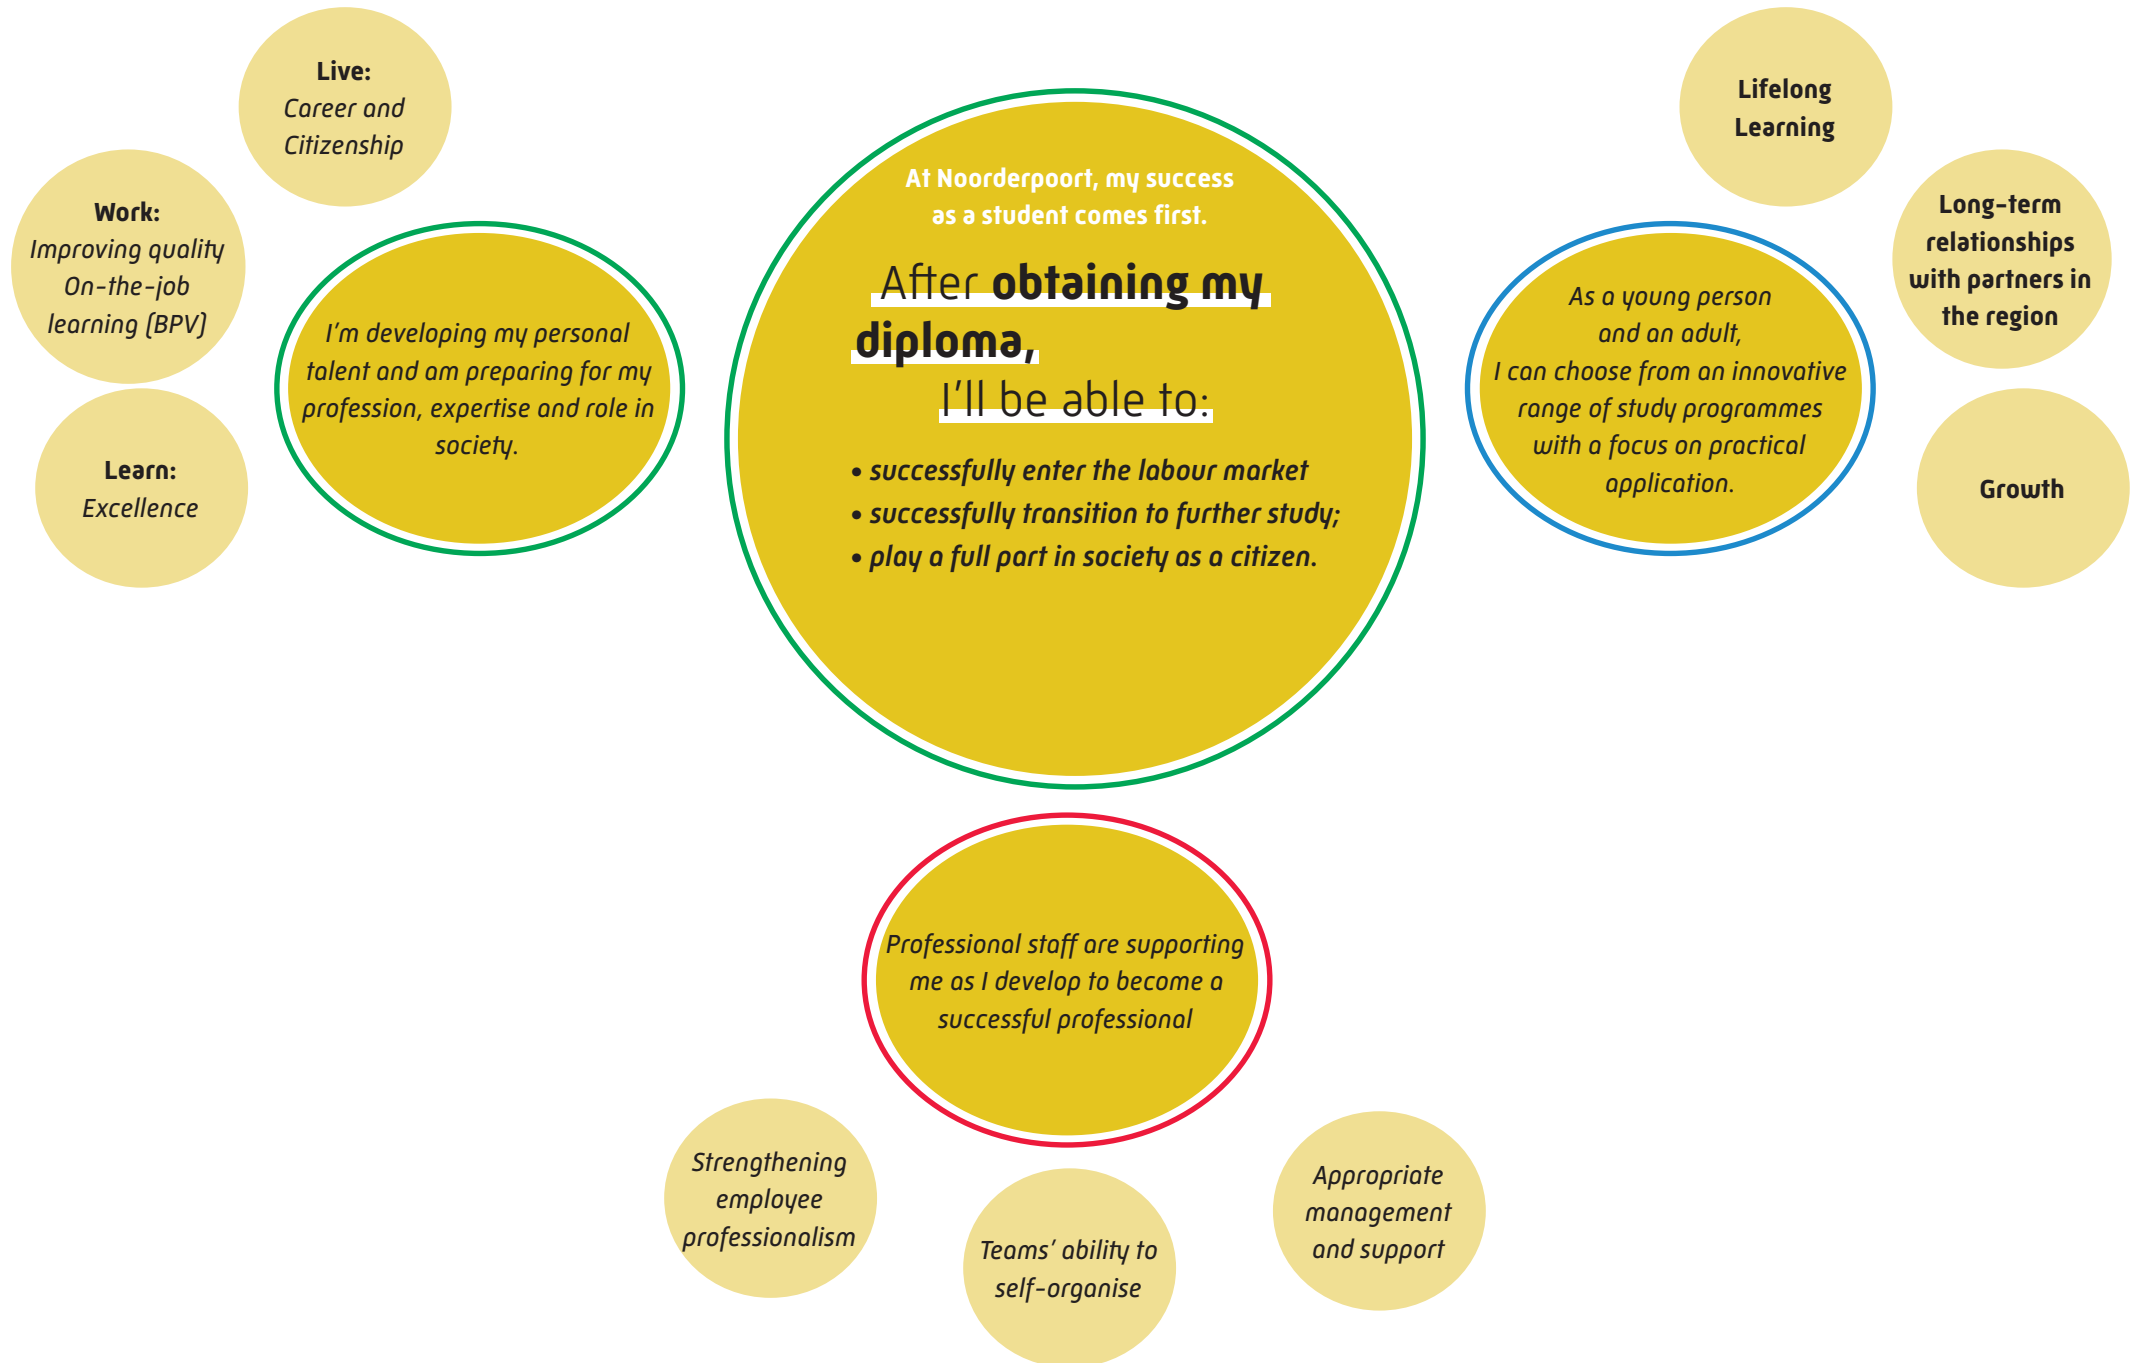 Live:
Career and
Citizenship
Work:
Improving quality
On-the-job
learning (BPV)
Learn:
Excellence
I'm developing my personal
talent and am preparing for my
profession, expertise and role in
society.
At Noorderpoort, my success
as a student comes first.
After obtaining my
diploma,
I'll be able to:
• successfully enter the labour market
• successfully transition to further study;
• play a full part in society as a citizen.
Lifelong
Learning
Long-term
relationships
with partners in
the region
Growth
As a young person
and an adult,
I can choose from an innovative
range of study programmes
with a focus on practical
application.
Professional staff are supporting
me as I develop to become a
successful professional
Strengthening
employee
professionalism
Teams' ability to
self-organise
Appropriate
management
and support